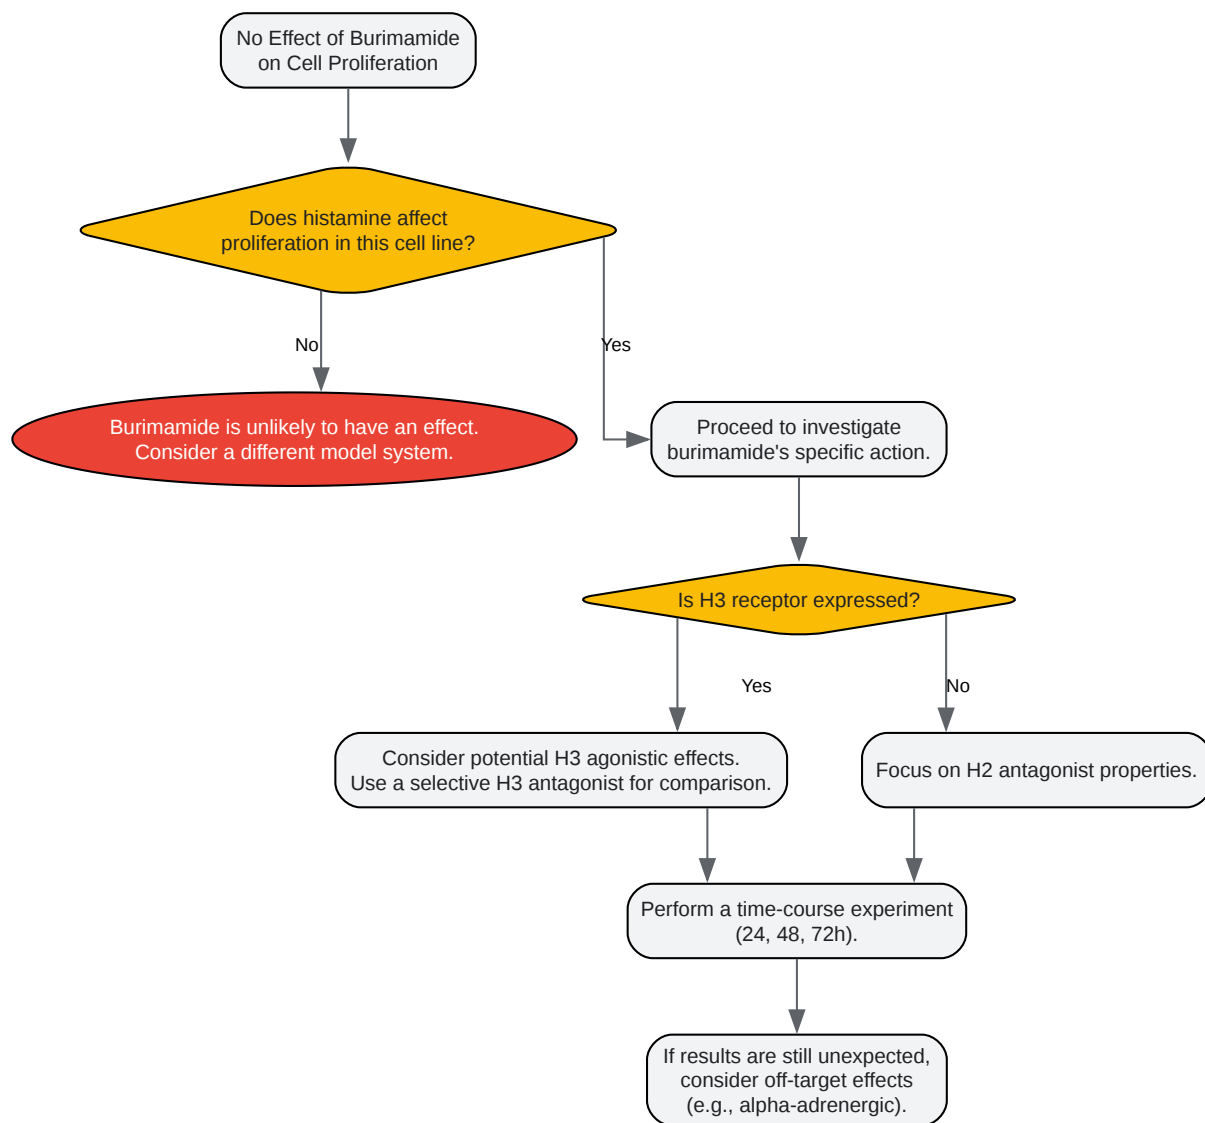 No Effect of Burimamide
on Cell Proliferation
Does histamine affect
proliferation in this cell line?
No
Yes
Burimamide is unlikely to have an effect.
Consider a different model system.
Proceed to investigate
burimamide's specific action.
Is H3 receptor expressed?
Yes
No
Consider potential H3 agonistic effects.
Use a selective H3 antagonist for comparison.
Focus on H2 antagonist properties.
Perform a time-course experiment
(24, 48, 72h).
If results are still unexpected,
consider off-target effects
(e.g., alpha-adrenergic).